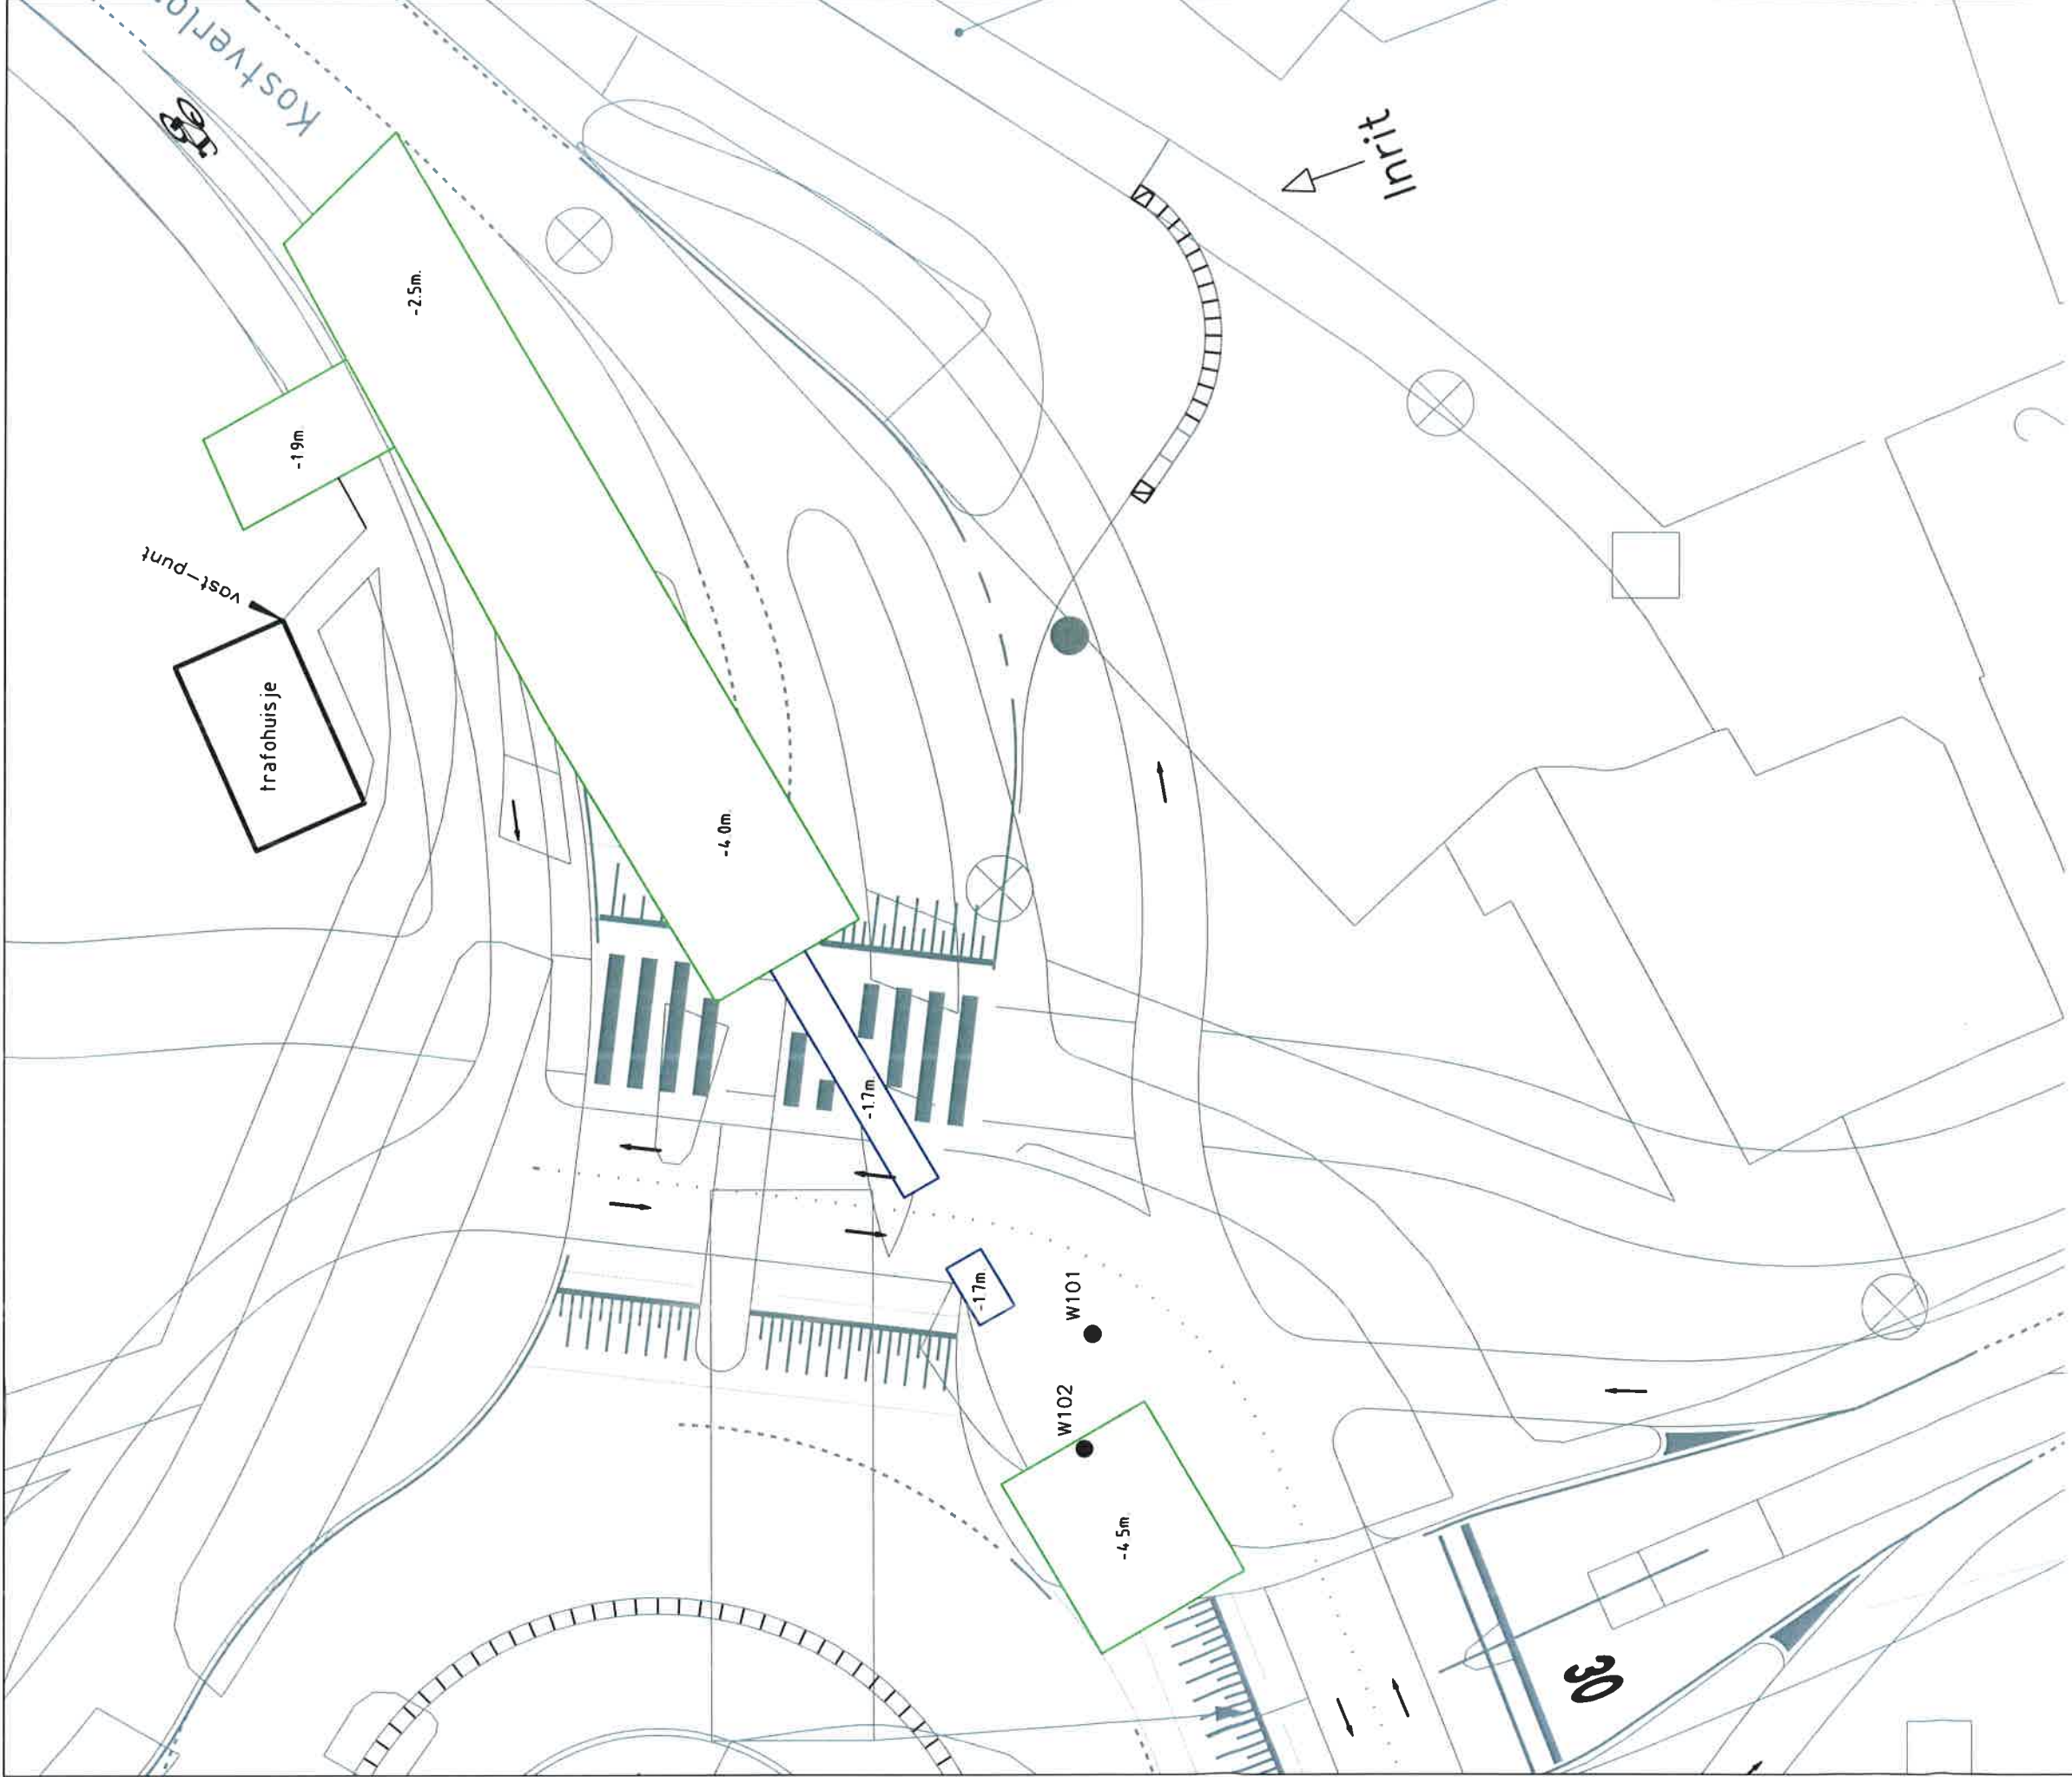 Kostverlo
Inrit
-2.5m.
-1 9m
vast-punt
trafohuisje
-4 0m.
-1.7m.
-1 7m.
W101
W102
-4 5m.
30